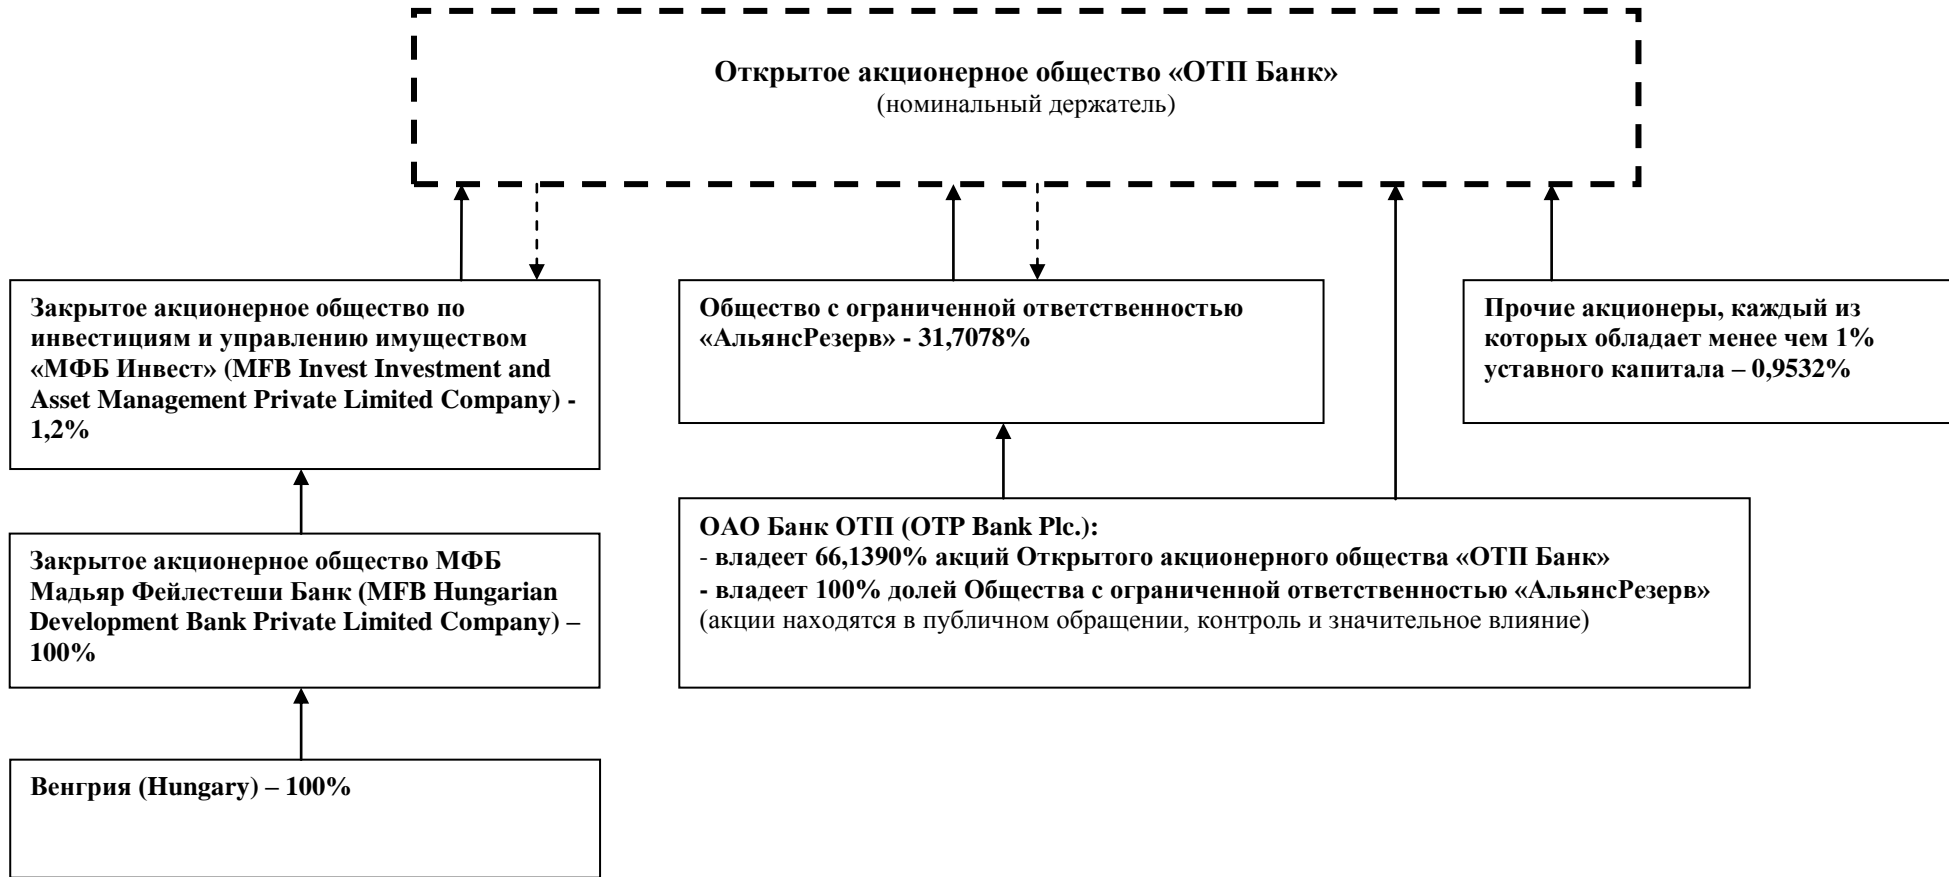 Открытое акционерное общество «ОТП Банк»
(номинальный держатель)
Закрытое акционерное общество по
инвестициям и управлению имуществом
«МФБ Инвест» (MFB Invest Investment and
Asset Management Private Limited Company) -
1,2%
Общество с ограниченной ответственностью
«АльянсРезерв» - 31,7078%
Прочие акционеры, каждый из
которых обладает менее чем 1%
уставного капитала – 0,9532%
Закрытое акционерное общество МФБ
Мадьяр Фейлестеши Банк (MFB Hungarian
Development Bank Private Limited Company) –
100%
ОАО Банк ОТП (OTP Bank Plc.):
- владеет 66,1390% акций Открытого акционерного общества «ОТП Банк»
- владеет 100% долей Общества с ограниченной ответственностью «АльянсРезерв»
(акции находятся в публичном обращении, контроль и значительное влияние)
Венгрия (Hungary) – 100%